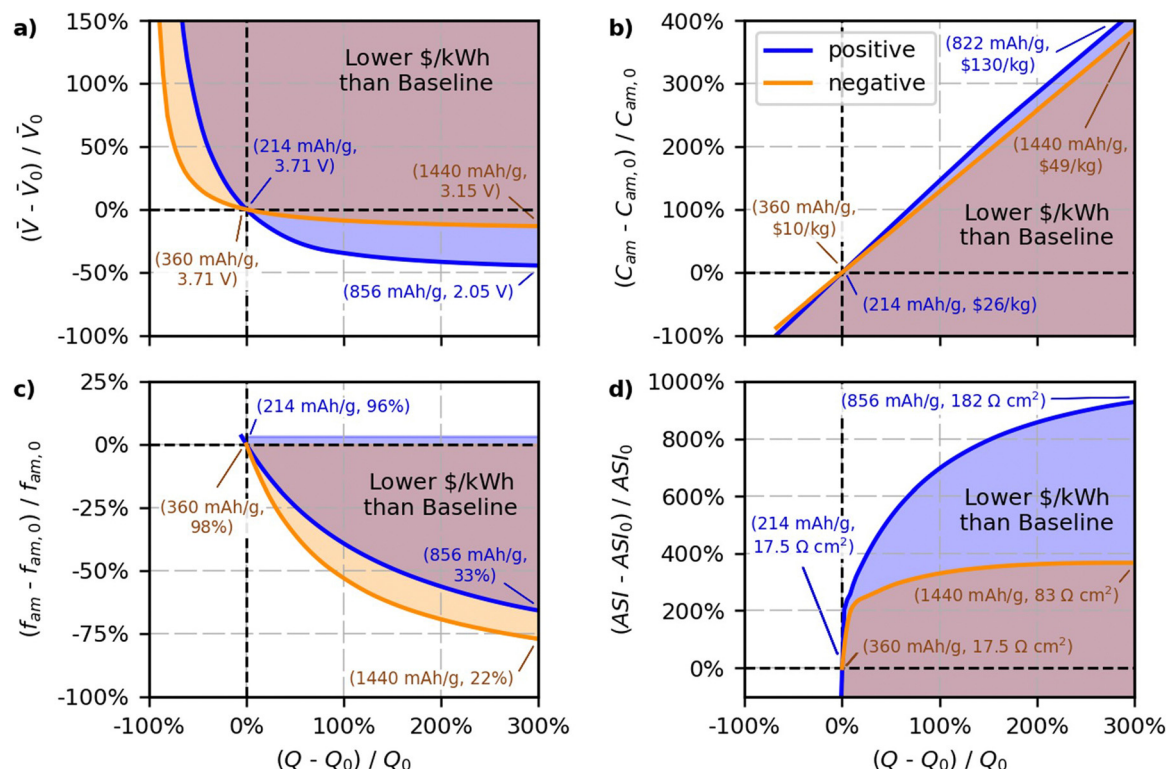 a)
150%
100%
50%
0%
-50%
-100%
(V̄ - V̄0) / V̄0
Lower $/kWh
than Baseline
(214 mAh/g,
3.71 V)
(1440 mAh/g,
3.15 V)
(360 mAh/g,
3.71 V)
(856 mAh/g, 2.05 V)
b)
400%
300%
200%
100%
0%
-100%
(Cam - Cam, 0) / Cam, 0
positive
negative
(822 mAh/g,
$130/kg)
(1440 mAh/g,
$49/kg)
(360 mAh/g,
$10/kg)
Lower $/kWh
than Baseline
(214 mAh/g, $26/kg)
c)
25%
0%
-25%
-50%
-75%
-100%
(fam - fam, 0) / fam, 0
(214 mAh/g, 96%)
Lower $/kWh
than Baseline
(360 mAh/g,
98%)
(856 mAh/g,
33%)
(1440 mAh/g, 22%)
-100%
0%
100%
200%
300%
(Q - Q0) / Q0
d)
1000%
800%
600%
400%
200%
0%
(ASI - ASI0) / ASI0
(856 mAh/g, 182 Ω cm²)
Lower $/kWh
than Baseline
(214 mAh/g,
17.5 Ω cm²)
(1440 mAh/g, 83 Ω cm²)
(360 mAh/g, 17.5 Ω cm²)
-100%
0%
100%
200%
300%
(Q - Q0) / Q0